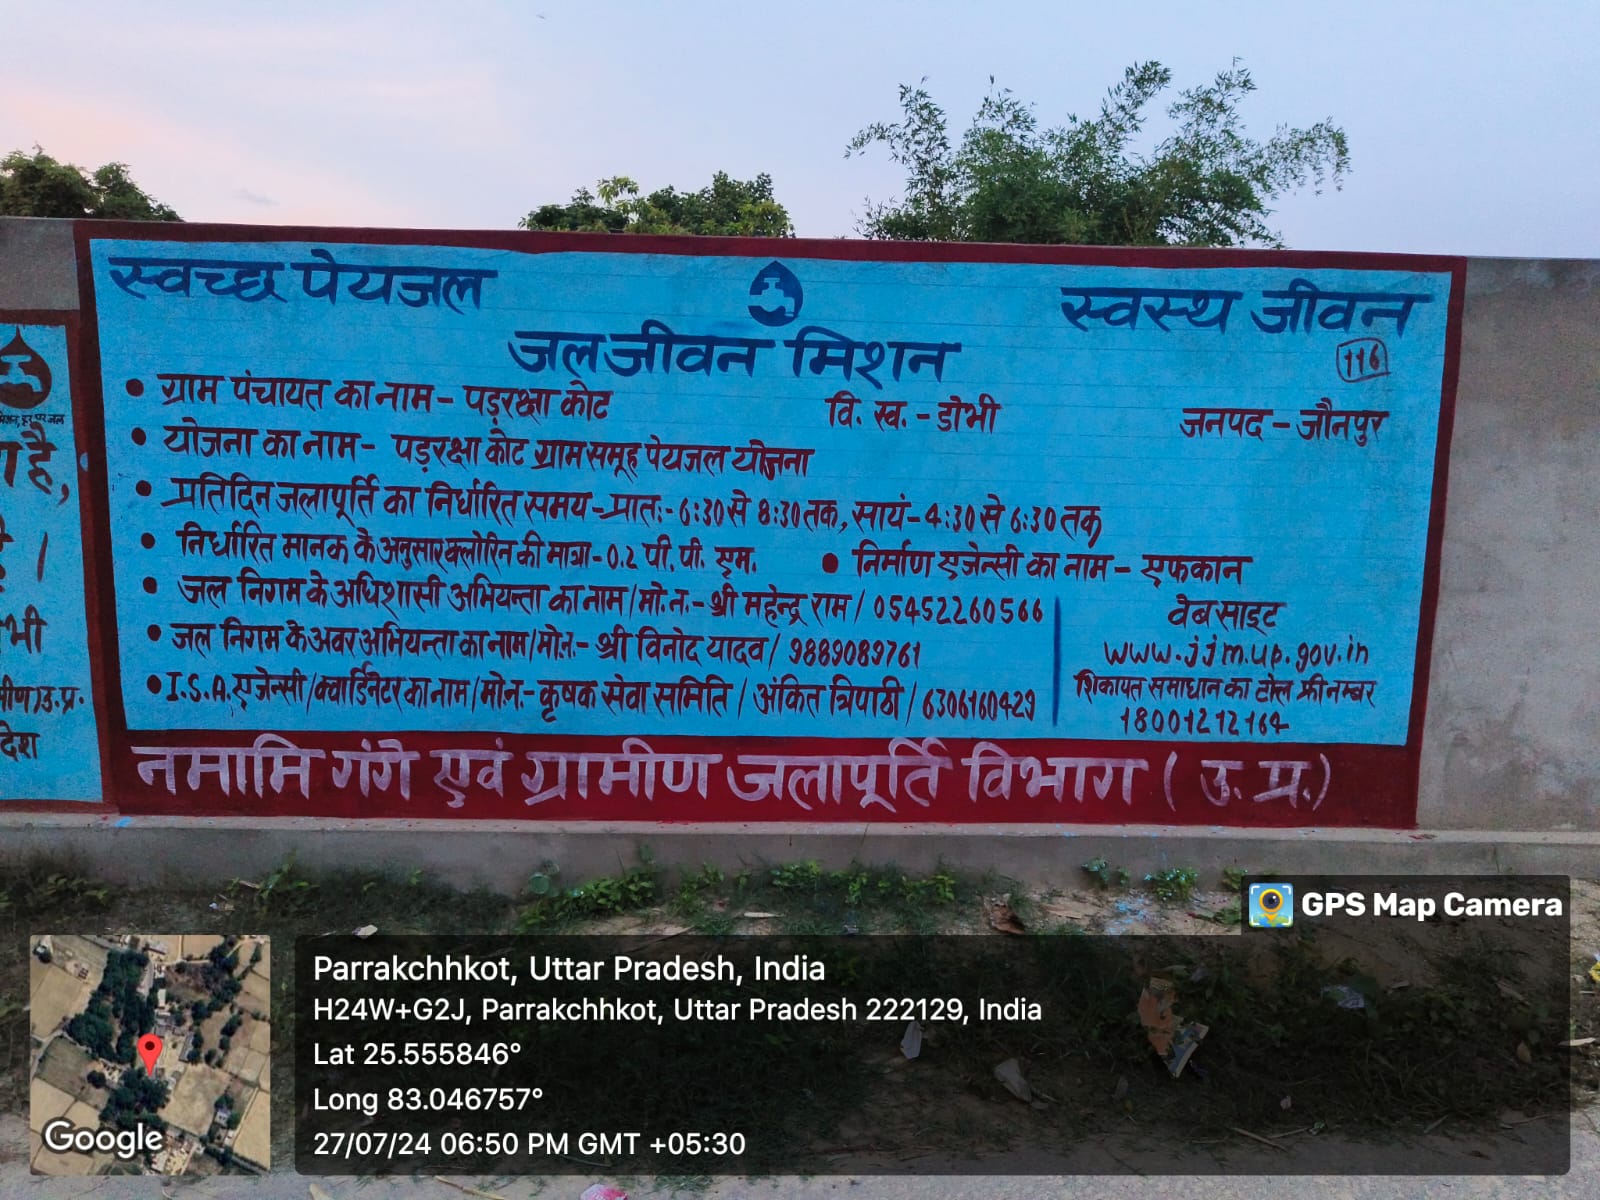 स्वच्छ पेयजल
स्वस्थ जीवन
जल जीवन मिशन
116
• ग्राम पंचायत का नाम - पड़रक्षा कोट वि. ख. - डोभी जनपद - जौनपुर
• योजना का नाम - पड़रक्षा कोट ग्राम समूह पेयजल योजना
• प्रतिदिन जलापूर्ति का निर्धारित समय - प्रातः - 6:30 से 8:30 तक, सायं - 4:30 से 6:30 तक
• निर्धारित मानक के अनुसार क्लोरिन की मात्रा - 0.2 पी. पी. एम. • निर्माण एजेन्सी का नाम - एफकान
• जल निगम के अधिशासी अभियन्ता का नाम / मो. न. - श्री महेन्द्र राम / 05452260566
• जल निगम के अवर अभियन्ता का नाम / मो. न. - श्री विनोद यादव / 9889089761
• I.S.A. एजेन्सी / क्वार्डिनेटर का नाम / मो. न. - कृषक सेवा समिति / अंकित त्रिपाठी / 6306160429
वेबसाइट
www.jjm.up.gov.in
शिकायत समाधान का टोल फ्री नम्बर
18001212164
नमामि गंगे एवं ग्रामीण जलापूर्ति विभाग ( उ. प्र. )
हर घर जल
है,
।
भी
उ. प्र.
देश
GPS Map Camera
Parrakchhkot, Uttar Pradesh, India
H24W+G2J, Parrakchhkot, Uttar Pradesh 222129, India
Lat 25.555846°
Long 83.046757°
27/07/24 06:50 PM GMT +05:30
Google